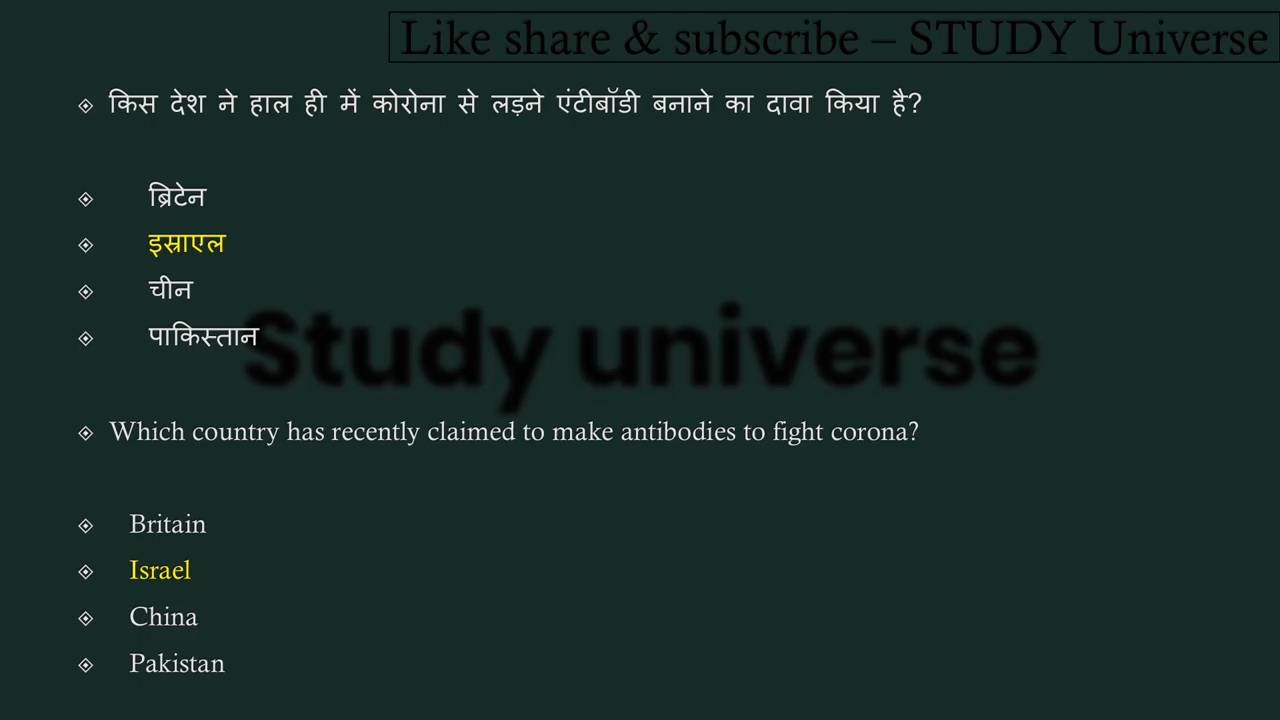 Like share & subscribe – STUDY Universe
किस देश ने हाल ही में कोरोना से लड़ने एंटीबॉडी बनाने का दावा किया है?
ब्रिटेन
इस्राएल
चीन
पाकिस्तान
Study universe
Which country has recently claimed to make antibodies to fight corona?
Britain
Israel
China
Pakistan